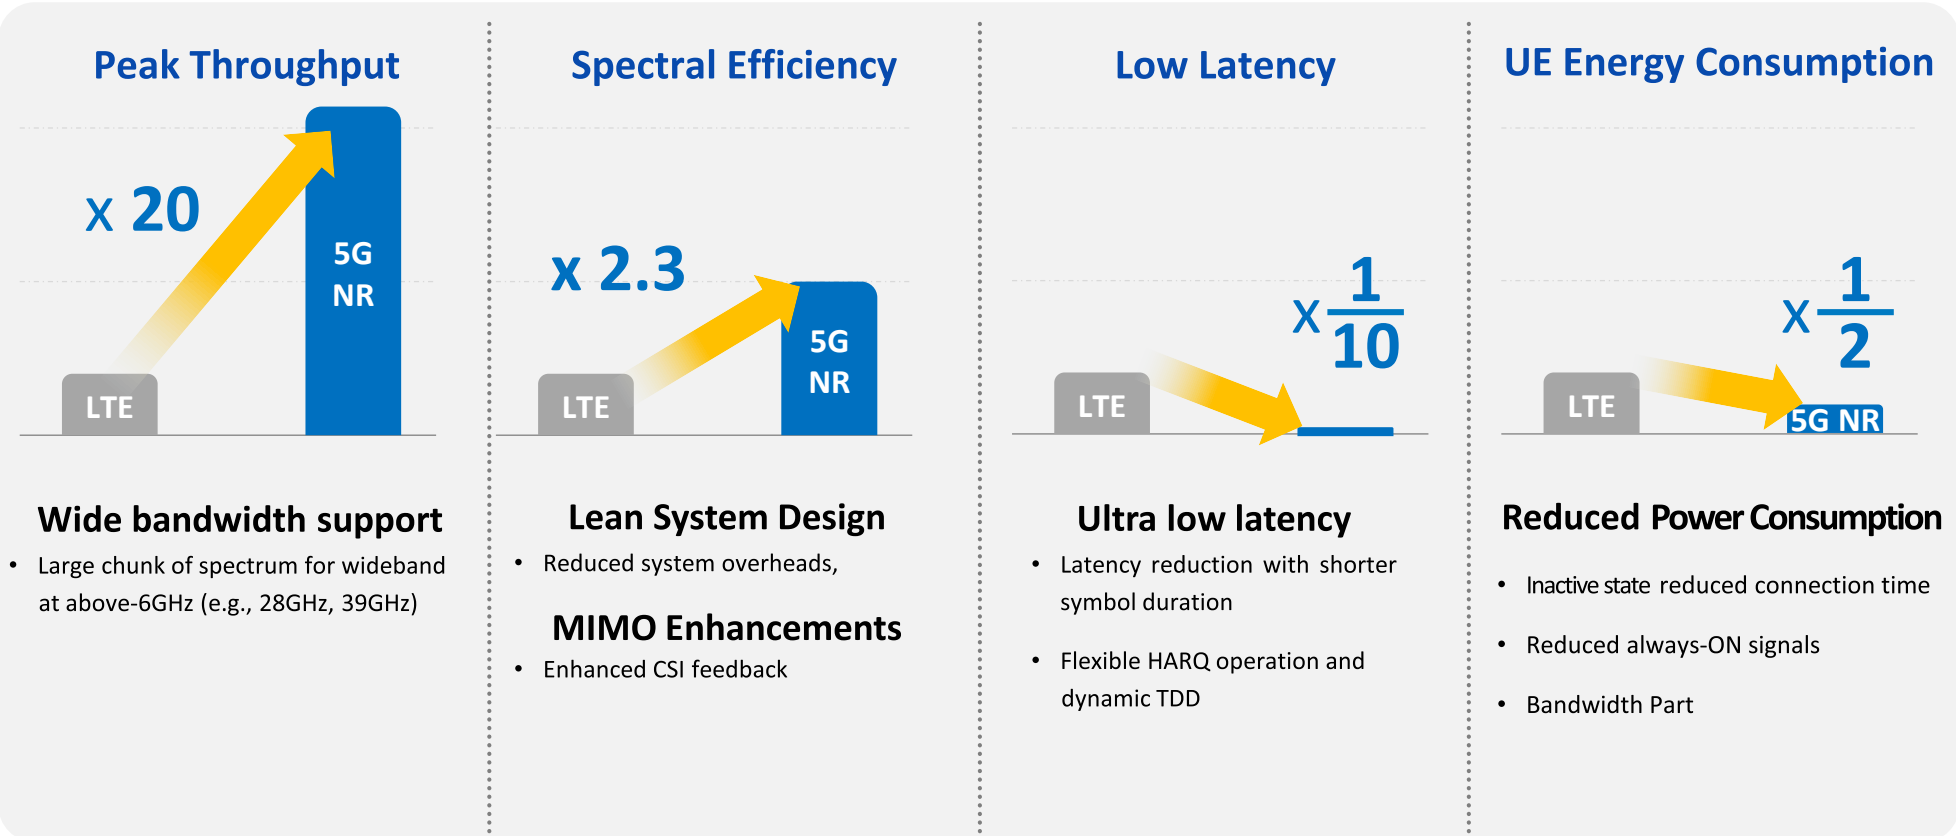 Peak Throughput
x 20
5G
NR
LTE
Wide bandwidth support
• Large chunk of spectrum for wideband
at above-6GHz (e.g., 28GHz, 39GHz)
Spectral Efficiency
x 2.3
5G
NR
LTE
Lean System Design
• Reduced system overheads,
MIMO Enhancements
• Enhanced CSI feedback
Low Latency
x 1/10
LTE
Ultra low latency
• Latency reduction with shorter
symbol duration
• Flexible HARQ operation and
dynamic TDD
UE Energy Consumption
x 1/2
LTE
5G NR
Reduced Power Consumption
• Inactive state reduced connection time
• Reduced always-ON signals
• Bandwidth Part